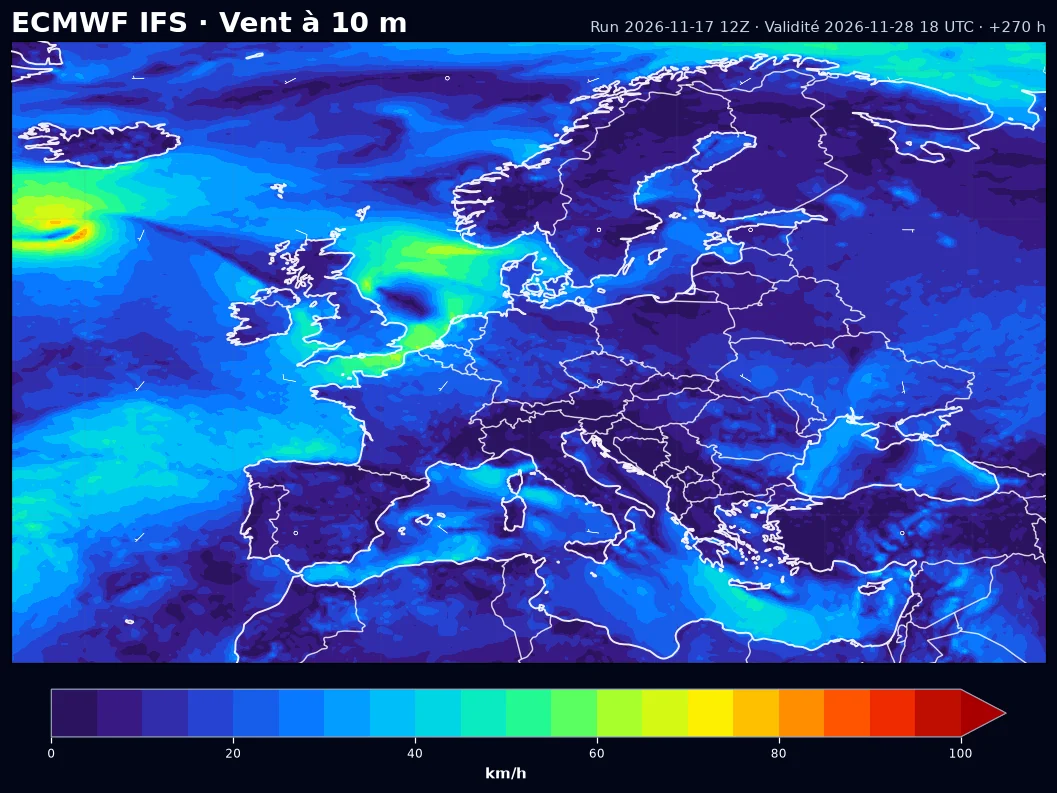 ECMWF IFS · Vent à 10 m
Run 2026-11-17 12Z · Validité 2026-11-28 18 UTC · +270 h
0 20 40 60 80 100
km/h